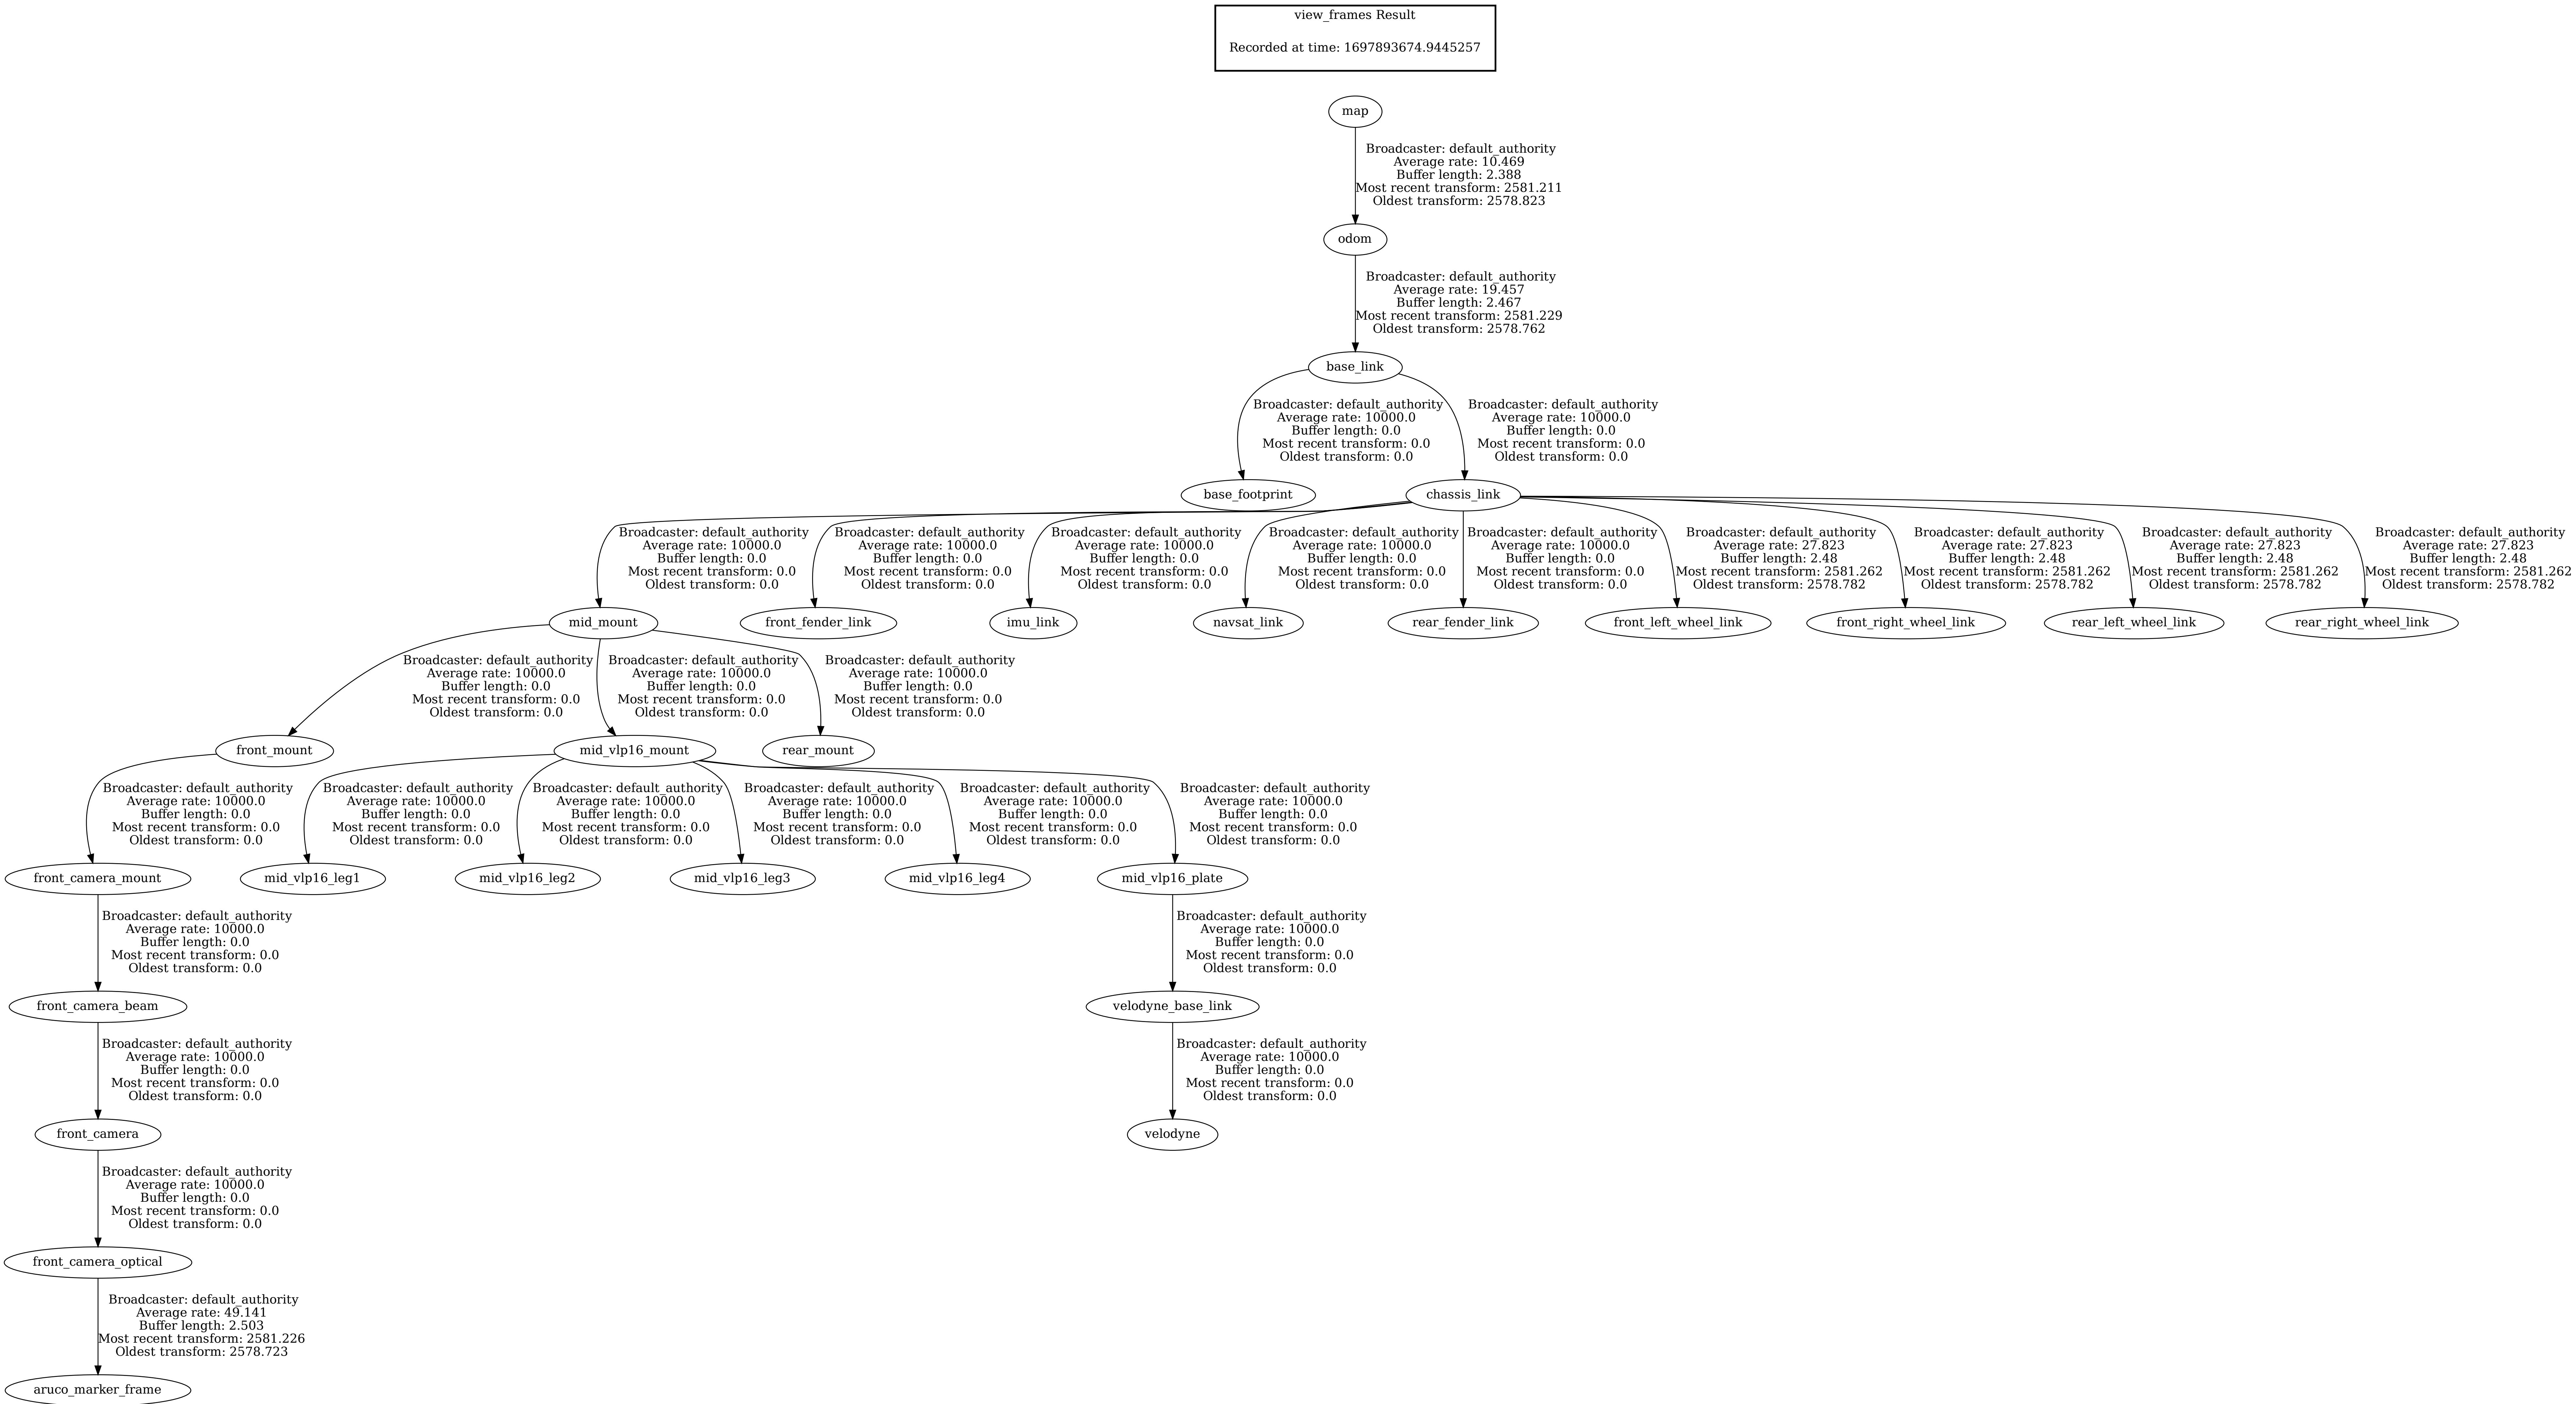 view_frames Result
Recorded at time: 1697893674.9445257
map
Broadcaster: default_authority
Average rate: 10.469
Buffer length: 2.388
Most recent transform: 2581.211
Oldest transform: 2578.823
odom
Broadcaster: default_authority
Average rate: 19.457
Buffer length: 2.467
Most recent transform: 2581.229
Oldest transform: 2578.762
base_link
Broadcaster: default_authority
Average rate: 10000.0
Buffer length: 0.0
Most recent transform: 0.0
Oldest transform: 0.0
Broadcaster: default_authority
Average rate: 10000.0
Buffer length: 0.0
Most recent transform: 0.0
Oldest transform: 0.0
base_footprint
chassis_link
Broadcaster: default_authority
Average rate: 10000.0
Buffer length: 0.0
Most recent transform: 0.0
Oldest transform: 0.0
Broadcaster: default_authority
Average rate: 10000.0
Buffer length: 0.0
Most recent transform: 0.0
Oldest transform: 0.0
Broadcaster: default_authority
Average rate: 10000.0
Buffer length: 0.0
Most recent transform: 0.0
Oldest transform: 0.0
Broadcaster: default_authority
Average rate: 10000.0
Buffer length: 0.0
Most recent transform: 0.0
Oldest transform: 0.0
Broadcaster: default_authority
Average rate: 10000.0
Buffer length: 0.0
Most recent transform: 0.0
Oldest transform: 0.0
Broadcaster: default_authority
Average rate: 27.823
Buffer length: 2.48
Most recent transform: 2581.262
Oldest transform: 2578.782
Broadcaster: default_authority
Average rate: 27.823
Buffer length: 2.48
Most recent transform: 2581.262
Oldest transform: 2578.782
Broadcaster: default_authority
Average rate: 27.823
Buffer length: 2.48
Most recent transform: 2581.262
Oldest transform: 2578.782
Broadcaster: default_authority
Average rate: 27.823
Buffer length: 2.48
Most recent transform: 2581.262
Oldest transform: 2578.782
mid_mount
front_fender_link
imu_link
navsat_link
rear_fender_link
front_left_wheel_link
front_right_wheel_link
rear_left_wheel_link
rear_right_wheel_link
Broadcaster: default_authority
Average rate: 10000.0
Buffer length: 0.0
Most recent transform: 0.0
Oldest transform: 0.0
Broadcaster: default_authority
Average rate: 10000.0
Buffer length: 0.0
Most recent transform: 0.0
Oldest transform: 0.0
Broadcaster: default_authority
Average rate: 10000.0
Buffer length: 0.0
Most recent transform: 0.0
Oldest transform: 0.0
front_mount
mid_vlp16_mount
rear_mount
Broadcaster: default_authority
Average rate: 10000.0
Buffer length: 0.0
Most recent transform: 0.0
Oldest transform: 0.0
Broadcaster: default_authority
Average rate: 10000.0
Buffer length: 0.0
Most recent transform: 0.0
Oldest transform: 0.0
Broadcaster: default_authority
Average rate: 10000.0
Buffer length: 0.0
Most recent transform: 0.0
Oldest transform: 0.0
Broadcaster: default_authority
Average rate: 10000.0
Buffer length: 0.0
Most recent transform: 0.0
Oldest transform: 0.0
Broadcaster: default_authority
Average rate: 10000.0
Buffer length: 0.0
Most recent transform: 0.0
Oldest transform: 0.0
Broadcaster: default_authority
Average rate: 10000.0
Buffer length: 0.0
Most recent transform: 0.0
Oldest transform: 0.0
front_camera_mount
mid_vlp16_leg1
mid_vlp16_leg2
mid_vlp16_leg3
mid_vlp16_leg4
mid_vlp16_plate
Broadcaster: default_authority
Average rate: 10000.0
Buffer length: 0.0
Most recent transform: 0.0
Oldest transform: 0.0
Broadcaster: default_authority
Average rate: 10000.0
Buffer length: 0.0
Most recent transform: 0.0
Oldest transform: 0.0
front_camera_beam
velodyne_base_link
Broadcaster: default_authority
Average rate: 10000.0
Buffer length: 0.0
Most recent transform: 0.0
Oldest transform: 0.0
Broadcaster: default_authority
Average rate: 10000.0
Buffer length: 0.0
Most recent transform: 0.0
Oldest transform: 0.0
front_camera
velodyne
Broadcaster: default_authority
Average rate: 10000.0
Buffer length: 0.0
Most recent transform: 0.0
Oldest transform: 0.0
front_camera_optical
Broadcaster: default_authority
Average rate: 49.141
Buffer length: 2.503
Most recent transform: 2581.226
Oldest transform: 2578.723
aruco_marker_frame